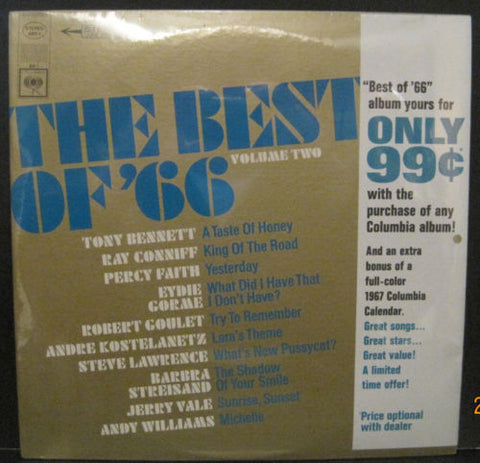 STEREO
THE BEST
OF '66
VOLUME TWO
TONY BENNETT A Taste Of Honey
RAY CONNIFF King Of The Road
PERCY FAITH Yesterday
EYDIE GORME What Did I Have That
I Don't Have?
ROBERT GOULET Try To Remember
ANDRE KOSTELANETZ Lara's Theme
STEVE LAWRENCE What's New Pussycat?
BARBRA STREISAND The Shadow
Of Your Smile
JERRY VALE Sunrise, Sunset
ANDY WILLIAMS Michelle
"Best of '66"
album yours for
ONLY
99¢*
with the
purchase of any
Columbia album!
And an extra
bonus of a
full-color
1967 Columbia
Calendar.
Great songs...
Great stars...
Great value!
A limited
time offer!
*Price optional
with dealer